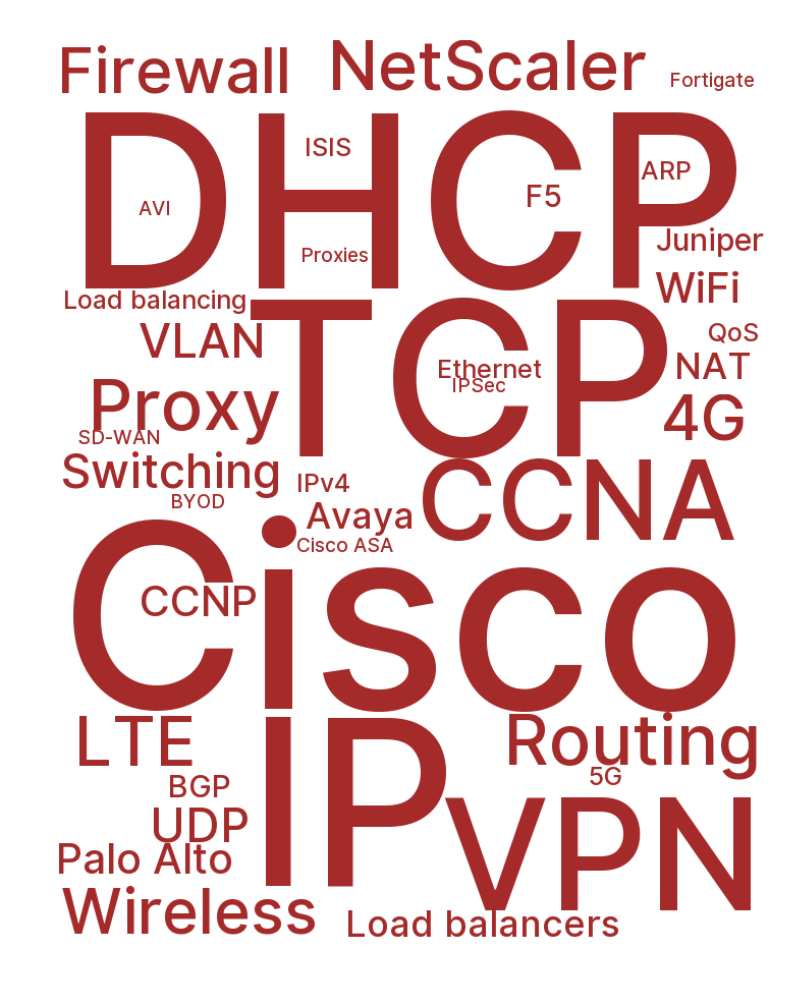 Firewall
NetScaler
Fortigate
DHCP
ISIS
ARP
F5
AVI
Juniper
Proxies
WiFi
Load balancing
TCP
VLAN
QoS
Ethernet
NAT
IPSec
Proxy
4G
SD-WAN
Switching
IPv4
CCNA
BYOD
Avaya
Cisco ASA
Cisco
CCNP
LTE
IP
Routing
5G
BGP
UDP
VPN
Palo Alto
Wireless
Load balancers